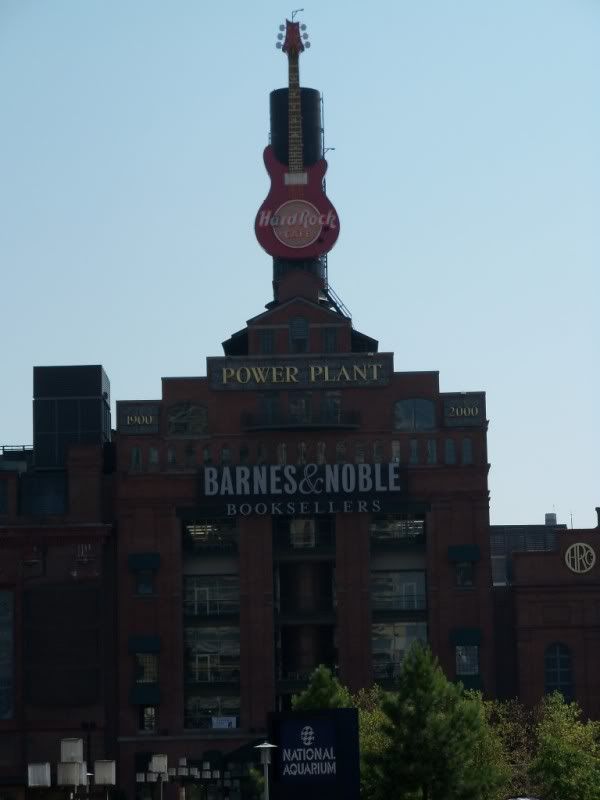 Hard Rock
CAFE
POWER PLANT
1900
2000
BARNES & NOBLE
BOOKSELLERS
NATIONAL
AQUARIUM